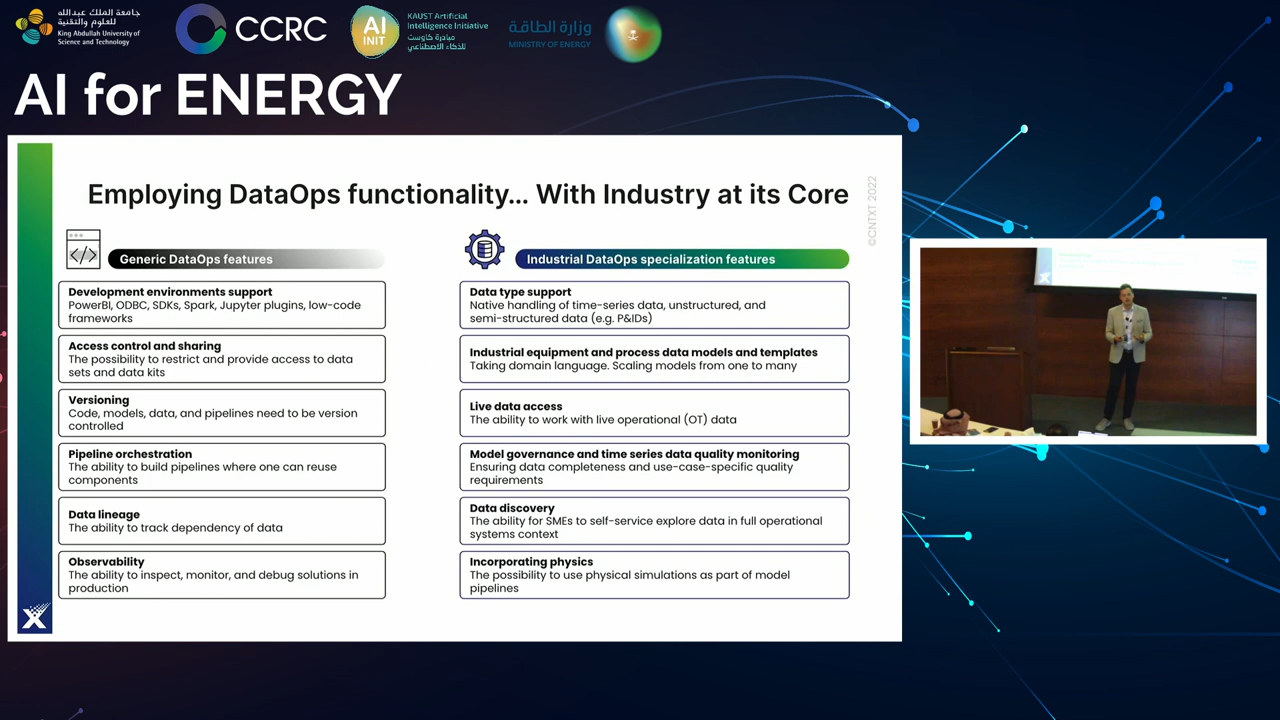 جامعة الملك عبدالله
للعلوم والتقنية
King Abdullah University of
Science and Technology
CCRC
AI
INIT
KAUST Artificial
Intelligence Initiative
مبادرة كاوست
للذكاء الاصطناعي
وزارة الطاقة
MINISTRY OF ENERGY
AI for ENERGY
Employing DataOps functionality... With Industry at its Core
©CNTXT 2022
Generic DataOps features
Development environments support
PowerBI, ODBC, SDKs, Spark, Jupyter plugins, low-code
frameworks
Access control and sharing
The possibility to restrict and provide access to data
sets and data kits
Versioning
Code, models, data, and pipelines need to be version
controlled
Pipeline orchestration
The ability to build pipelines where one can reuse
components
Data lineage
The ability to track dependency of data
Observability
The ability to inspect, monitor, and debug solutions in
production
Industrial DataOps specialization features
Data type support
Native handling of time-series data, unstructured, and
semi-structured data (e.g. P&IDs)
Industrial equipment and process data models and templates
Taking domain language. Scaling models from one to many
Live data access
The ability to work with live operational (OT) data
Model governance and time series data quality monitoring
Ensuring data completeness and use-case-specific quality
requirements
Data discovery
The ability for SMEs to self-service explore data in full operational
systems context
Incorporating physics
The possibility to use physical simulations as part of model
pipelines